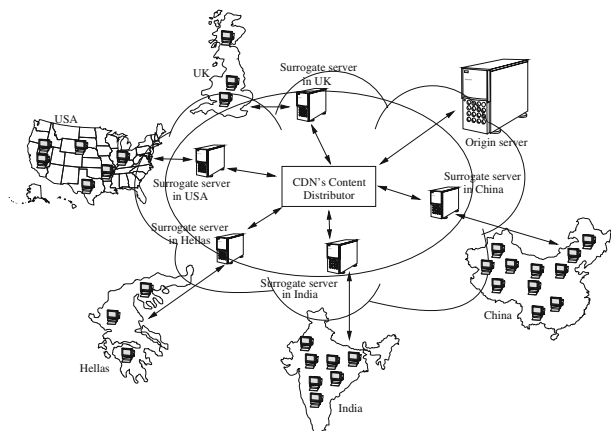 Surrogate server
in UK
UK
USA
Origin server
Surrogate server
in China
CDN's Content
Distributor
Surrogate server
in USA
Surrogate server
in Hellas
Surrogate server
in India
China
Hellas
India